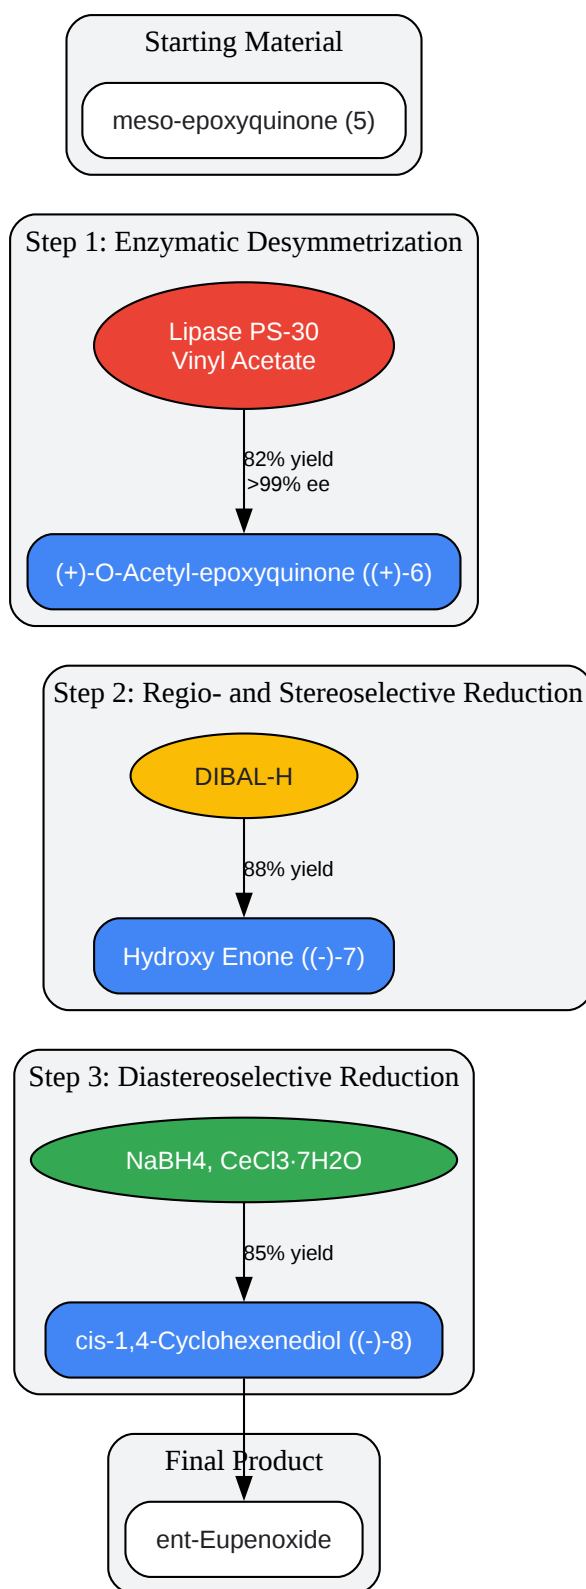 Starting Material
meso-epoxyquinone (5)
Step 1: Enzymatic Desymmetrization
Lipase PS-30
Vinyl Acetate
82% yield
>99% ee
(+)-O-Acetyl-epoxyquinone ((+)-6)
Step 2: Regio- and Stereoselective Reduction
DIBAL-H
88% yield
Hydroxy Enone ((-)-7)
Step 3: Diastereoselective Reduction
NaBH4, CeCl3·7H2O
85% yield
cis-1,4-Cyclohexenediol ((-)-8)
Final Product
ent-Eupenoxide